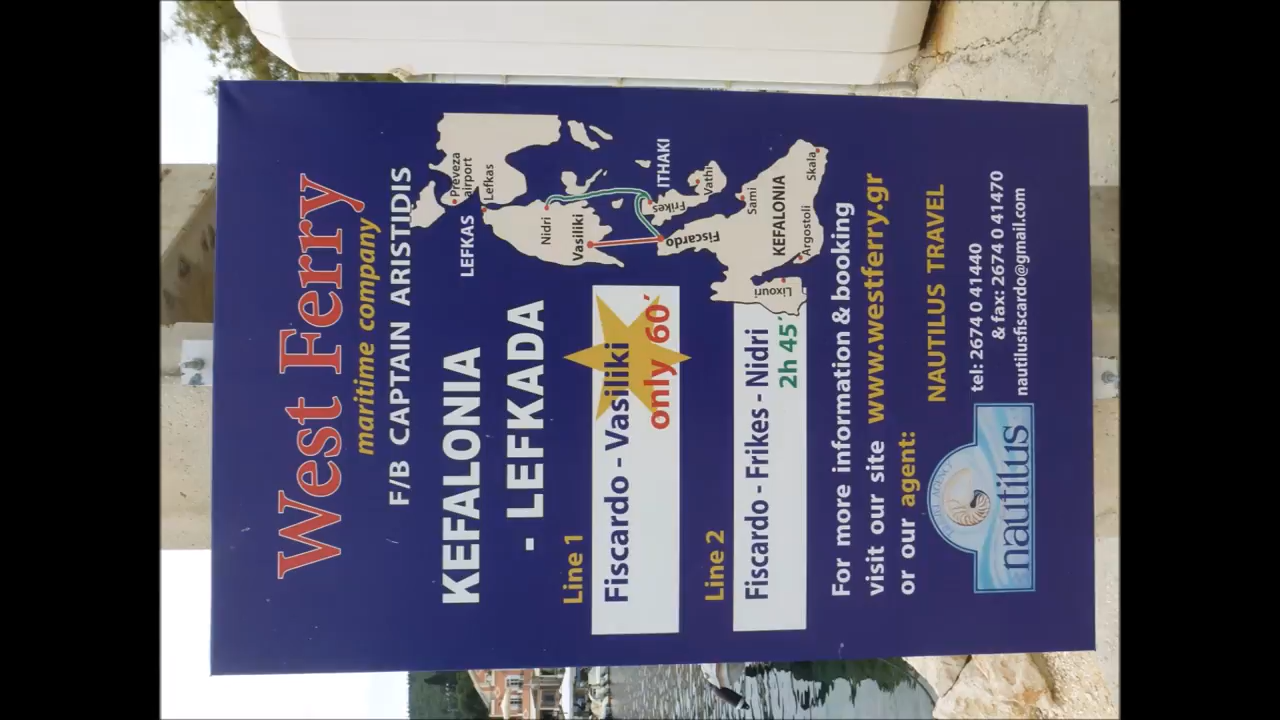 West Ferry
maritime company
F/B CAPTAIN ARISTIDIS
KEFALONIA
- LEFKADA
Line 1
Fiscardo - Vasiliki
only 60΄
Line 2
Fiscardo - Frikes - Nidri
2h 45΄
Preveza
airport
Lefkas
LEFKAS
Nidri
Vasiliki
ITHAKI
Frikes
Vathi
Fiscardo
Sami
KEFALONIA
Skala
Argostoli
Lixouri
For more information & booking
visit our site www.westferry.gr
or our agent:
NAUTILUS TRAVEL
tel: 2674 0 41440
& fax: 2674 0 41470
nautilusfiscardo@gmail.com
nautilus